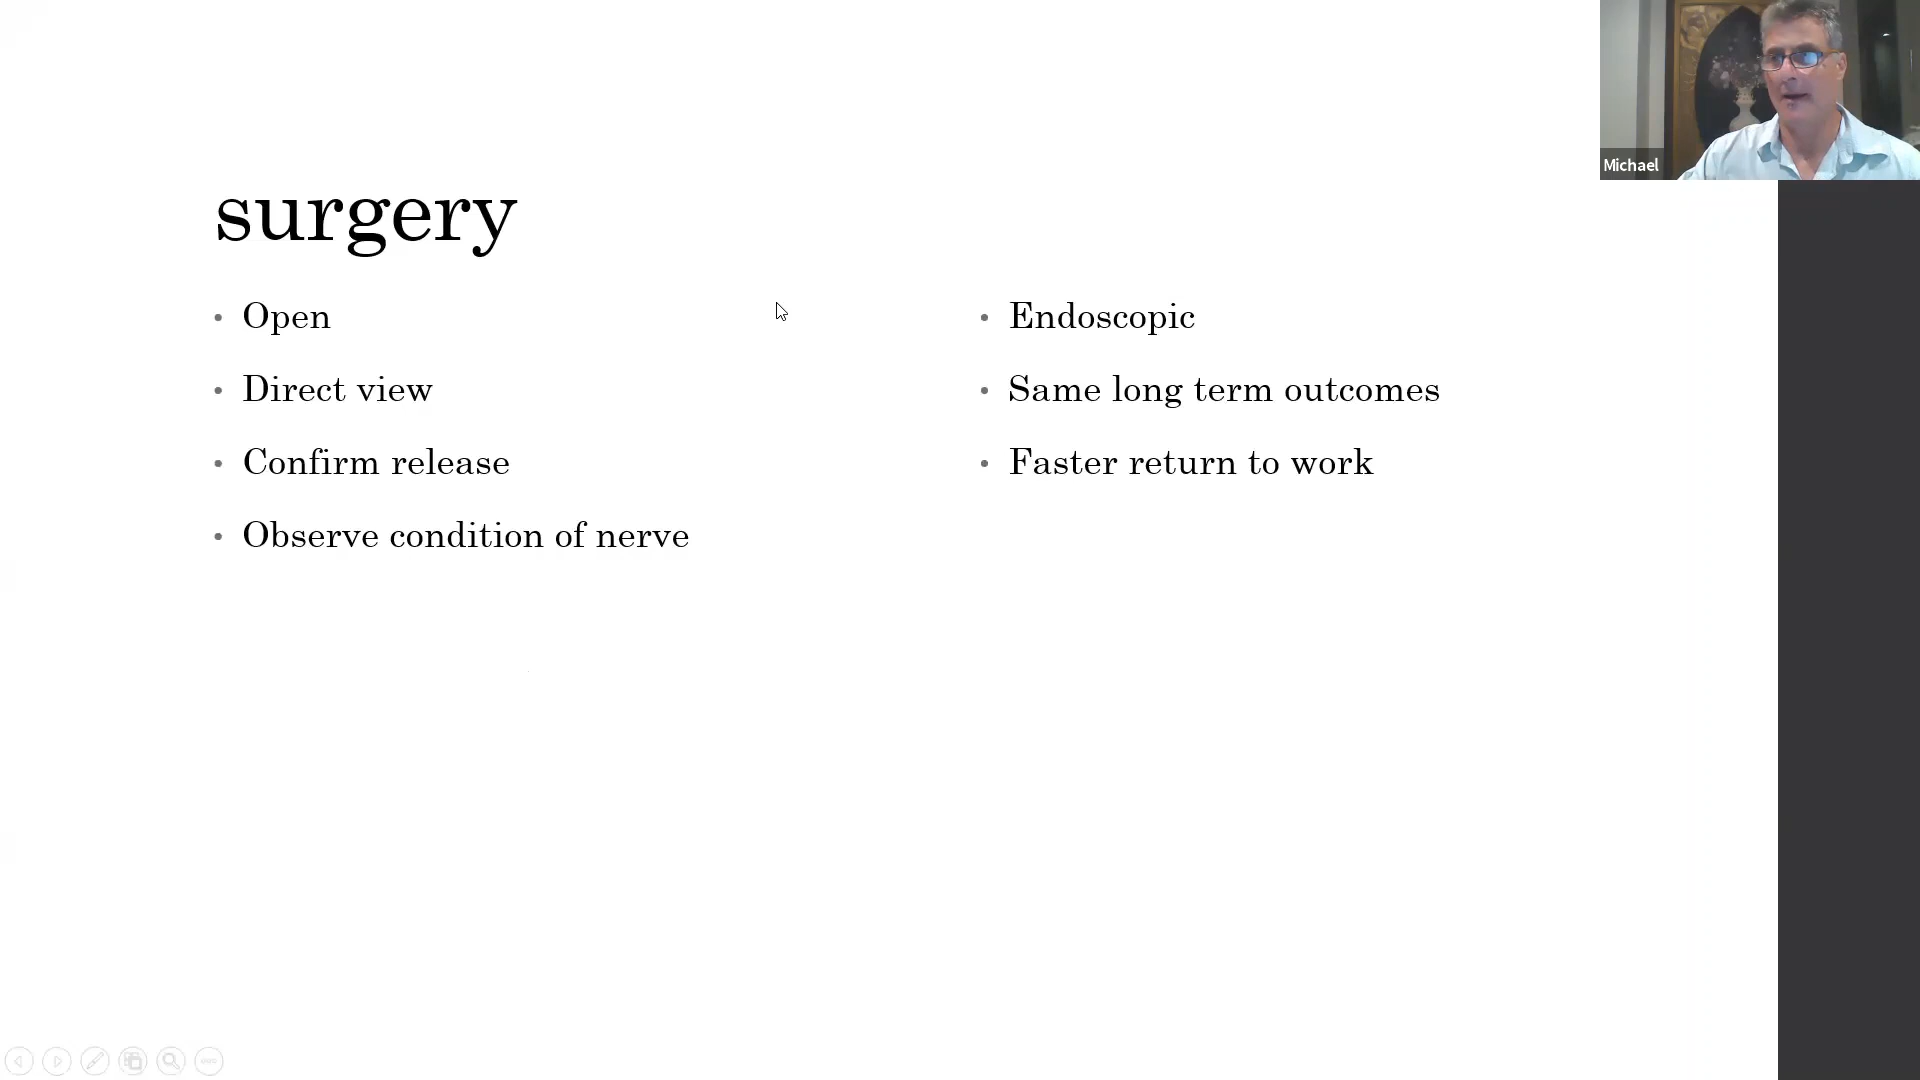 Michael
surgery
• Open
• Direct view
• Confirm release
• Observe condition of nerve
• Endoscopic
• Same long term outcomes
• Faster return to work